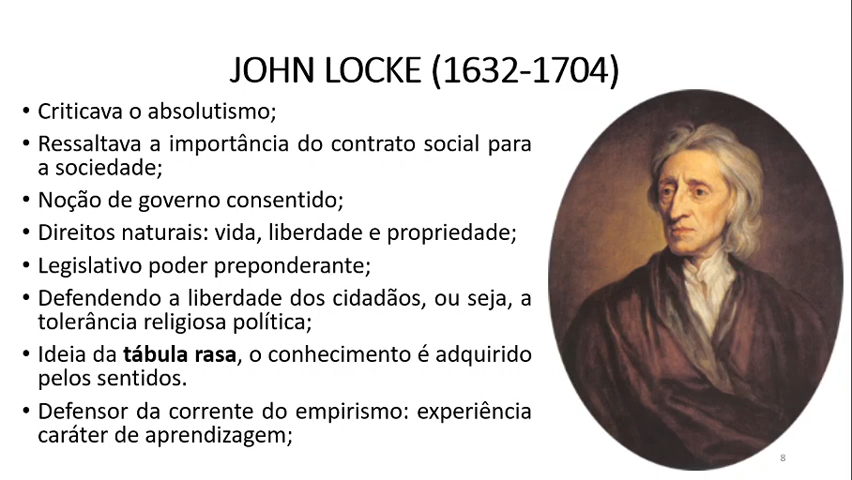 JOHN LOCKE (1632-1704)
• Criticava o absolutismo;
• Ressaltava a importância do contrato social para
a sociedade;
• Noção de governo consentido;
• Direitos naturais: vida, liberdade e propriedade;
• Legislativo poder preponderante;
• Defendendo a liberdade dos cidadãos, ou seja, a
tolerância religiosa política;
• Ideia da tábula rasa, o conhecimento é adquirido
pelos sentidos.
• Defensor da corrente do empirismo: experiência
caráter de aprendizagem;
8